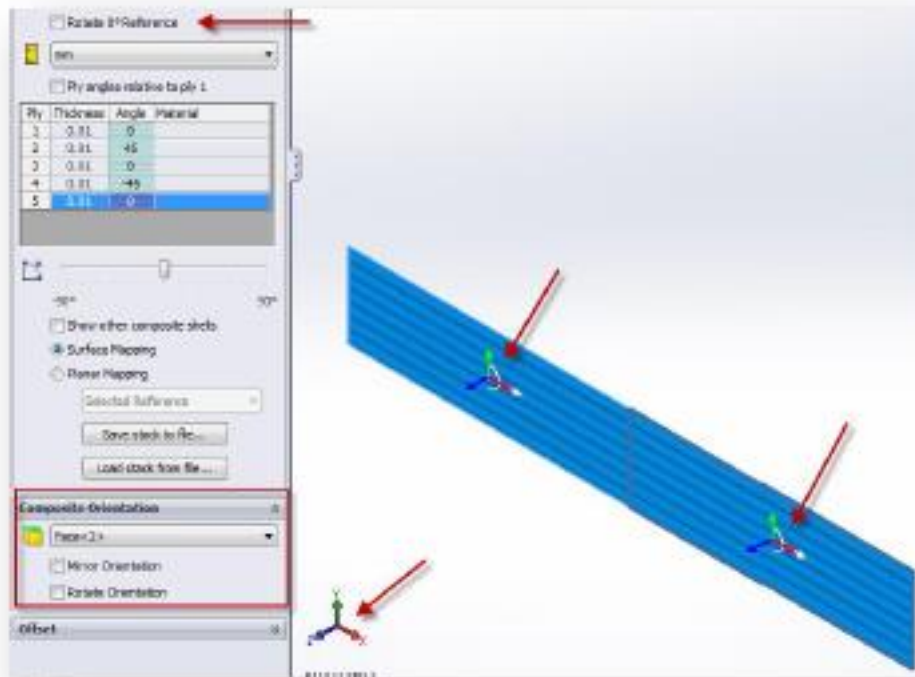 Rotate 0° Reference
mm
Ply angles relative to ply 1
Ply Thickness Angle Material
1 0.01 0
2 0.01 45
3 0.01 0
4 0.01 -45
5 0.01 0
-90° 90°
Show other composite shells
Surface Mapping
Planar Mapping
Selected Reference
Save stack to file...
Load stack from file...
Composite Orientation
Face<2>
Mirror Orientation
Rotate Orientation
Offset
Y
Z X